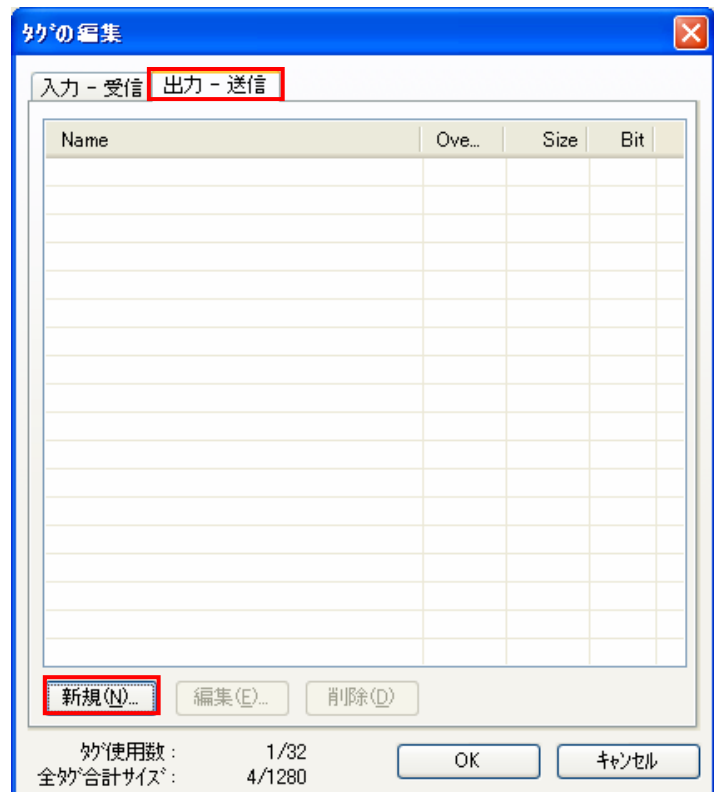 ﾀｸﾞの編集
入力 - 受信 出力 - 送信
Name Ove... Size Bit
新規(N)... 編集(E)... 削除(D)
ﾀｸﾞ使用数 : 1/32
全ﾀｸﾞ合計ｻｲｽﾞ : 4/1280
OK ｷｬﾝｾﾙ